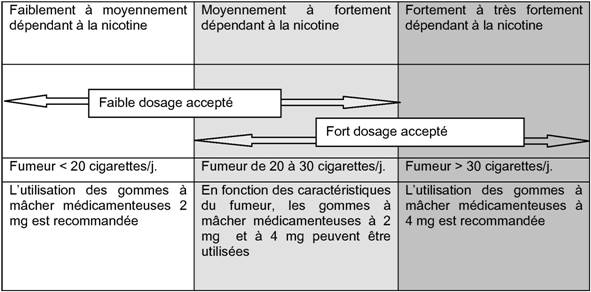 Faiblement à moyennement
dépendant à la nicotine
Moyennement à fortement
dépendant à la nicotine
Fortement à très fortement
dépendant à la nicotine
Faible dosage accepté
Fort dosage accepté
Fumeur < 20 cigarettes/j.
Fumeur de 20 à 30 cigarettes/j.
Fumeur > 30 cigarettes/j.
L'utilisation des gommes à
mâcher médicamenteuses 2
mg est recommandée
En fonction des caractéristiques
du fumeur, les gommes à
mâcher médicamenteuses à 2
mg et à 4 mg peuvent être
utilisées
L'utilisation des gommes à
mâcher médicamenteuses à
4 mg est recommandée